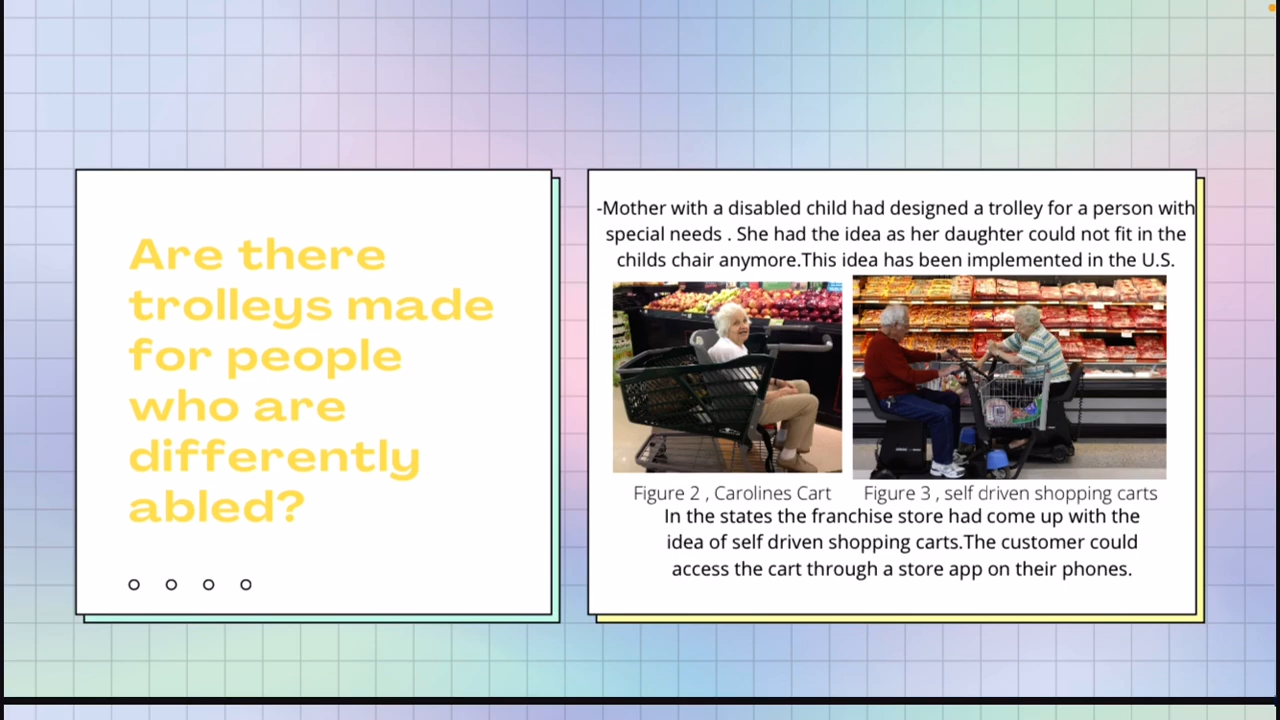 Are there
trolleys made
for people
who are
differently
abled?
-Mother with a disabled child had designed a trolley for a person with
special needs . She had the idea as her daughter could not fit in the
childs chair anymore.This idea has been implemented in the U.S.
Figure 2 , Carolines Cart
Figure 3 , self driven shopping carts
In the states the franchise store had come up with the
idea of self driven shopping carts.The customer could
access the cart through a store app on their phones.